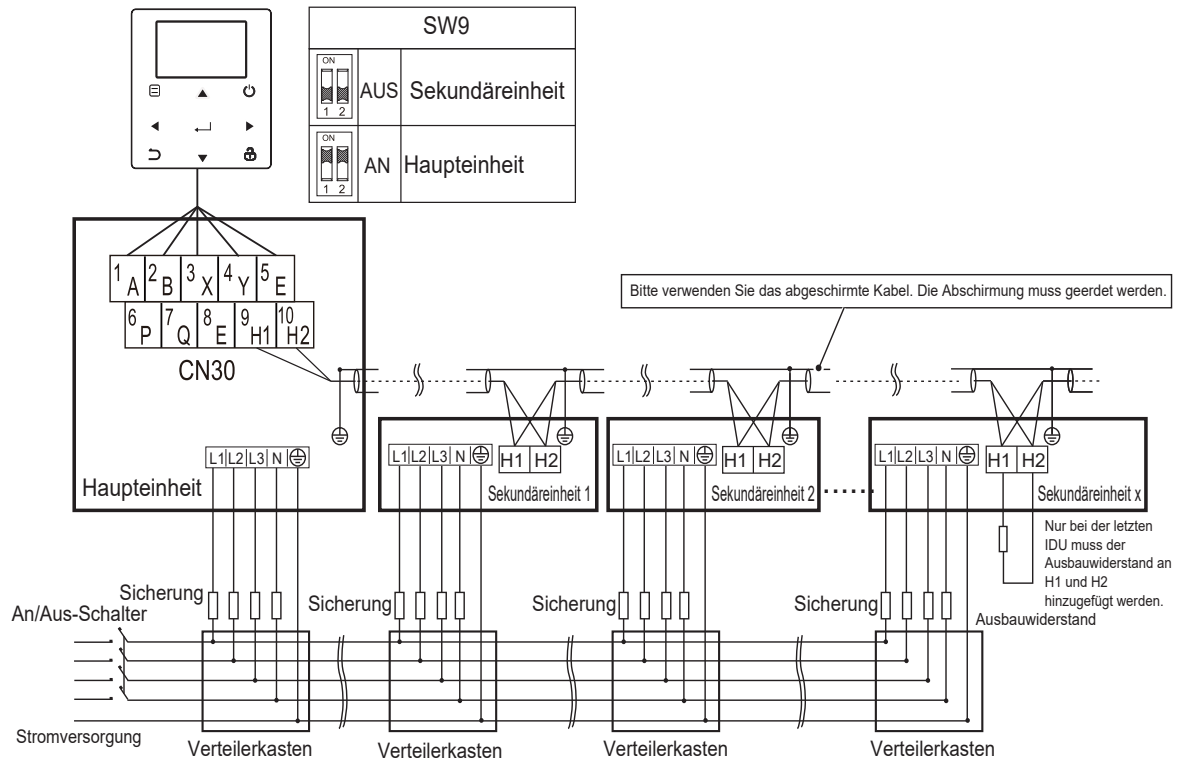 SW9
ON
1 2
AUS
Sekundäreinheit
ON
1 2
AN
Haupteinheit
1 A 2 B 3 X 4 Y 5 E
6 P 7 Q 8 E 9 H1 10 H2
CN30
Bitte verwenden Sie das abgeschirmte Kabel. Die Abschirmung muss geerdet werden.
L1 L2 L3 N
Haupteinheit
L1 L2 L3 N
H1 H2
Sekundäreinheit 1
L1 L2 L3 N
H1 H2
Sekundäreinheit 2
L1 L2 L3 N
H1 H2
Sekundäreinheit x
Nur bei der letzten
IDU muss der
Ausbauwiderstand an
H1 und H2
hinzugefügt werden.
Ausbauwiderstand
An/Aus-Schalter
Sicherung
Sicherung
Sicherung
Sicherung
Stromversorgung
Verteilerkasten
Verteilerkasten
Verteilerkasten
Verteilerkasten